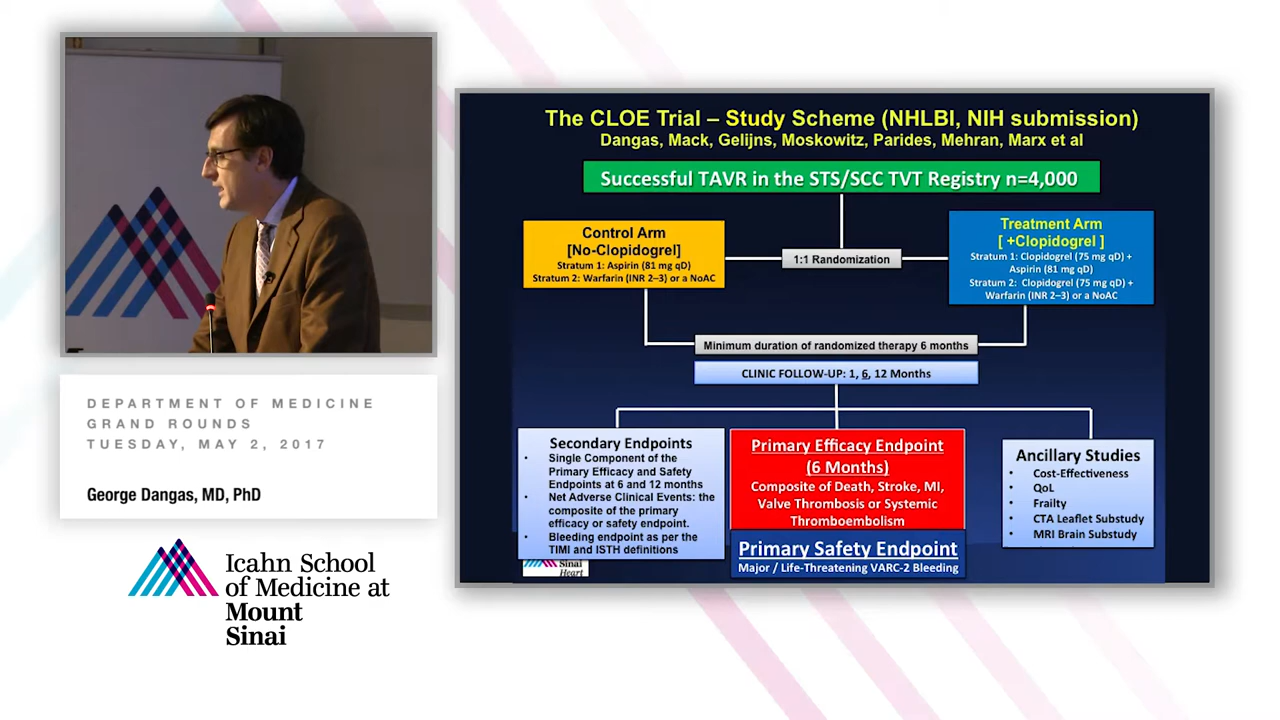 The CLOE Trial – Study Scheme (NHLBI, NIH submission)
Dangas, Mack, Gelijns, Moskowitz, Parides, Mehran, Marx et al
Successful TAVR in the STS/SCC TVT Registry n=4,000
Control Arm
[No-Clopidogrel]
Stratum 1: Aspirin (81 mg qD)
Stratum 2: Warfarin (INR 2–3) or a NoAC
1:1 Randomization
Treatment Arm
[ +Clopidogrel ]
Stratum 1: Clopidogrel (75 mg qD) +
Aspirin (81 mg qD)
Stratum 2: Clopidogrel (75 mg qD) +
Warfarin (INR 2–3) or a NoAC
Minimum duration of randomized therapy 6 months
CLINIC FOLLOW-UP: 1, 6, 12 Months
Secondary Endpoints
• Single Component of the
Primary Efficacy and Safety
Endpoints at 6 and 12 months
• Net Adverse Clinical Events: the
composite of the primary
efficacy or safety endpoint.
• Bleeding endpoint as per the
TIMI and ISTH definitions
Primary Efficacy Endpoint
(6 Months)
Composite of Death, Stroke, MI,
Valve Thrombosis or Systemic
Thromboembolism
Primary Safety Endpoint
Major / Life-Threatening VARC-2 Bleeding
Ancillary Studies
• Cost-Effectiveness
• QoL
• Frailty
• CTA Leaflet Substudy
• MRI Brain Substudy
Sinai
Heart
DEPARTMENT OF MEDICINE
GRAND ROUNDS
TUESDAY, MAY 2, 2017
George Dangas, MD, PhD
Icahn School
of Medicine at
Mount
Sinai